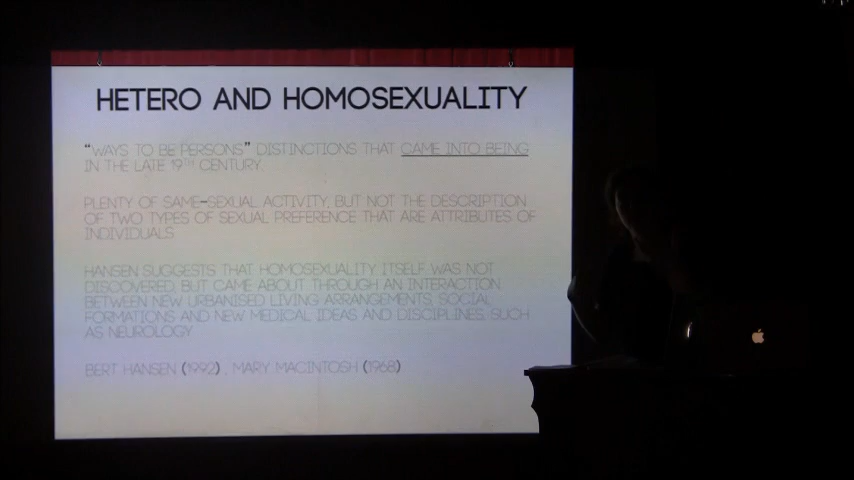 HETERO AND HOMOSEXUALITY
"WAYS TO BE PERSONS" DISTINCTIONS THAT CAME INTO BEING
IN THE LATE 19TH CENTURY.
PLENTY OF SAME-SEXUAL ACTIVITY, BUT NOT THE DESCRIPTION
OF TWO TYPES OF SEXUAL PREFERENCE THAT ARE ATTRIBUTES OF
INDIVIDUALS
HANSEN SUGGESTS THAT HOMOSEXUALITY ITSELF WAS NOT
DISCOVERED, BUT CAME ABOUT THROUGH AN INTERACTION
BETWEEN NEW URBANISED LIVING ARRANGEMENTS, SOCIAL
FORMATIONS AND NEW MEDICAL IDEAS AND DISCIPLINES, SUCH
AS NEUROLOGY
BERT HANSEN (1992) , MARY MACINTOSH (1968)